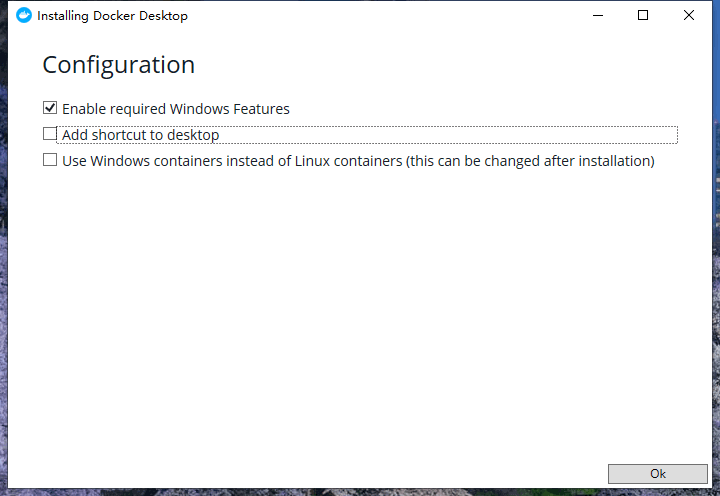 Installing Docker Desktop
Configuration
Enable required Windows Features
Add shortcut to desktop
Use Windows containers instead of Linux containers (this can be changed after installation)
Ok